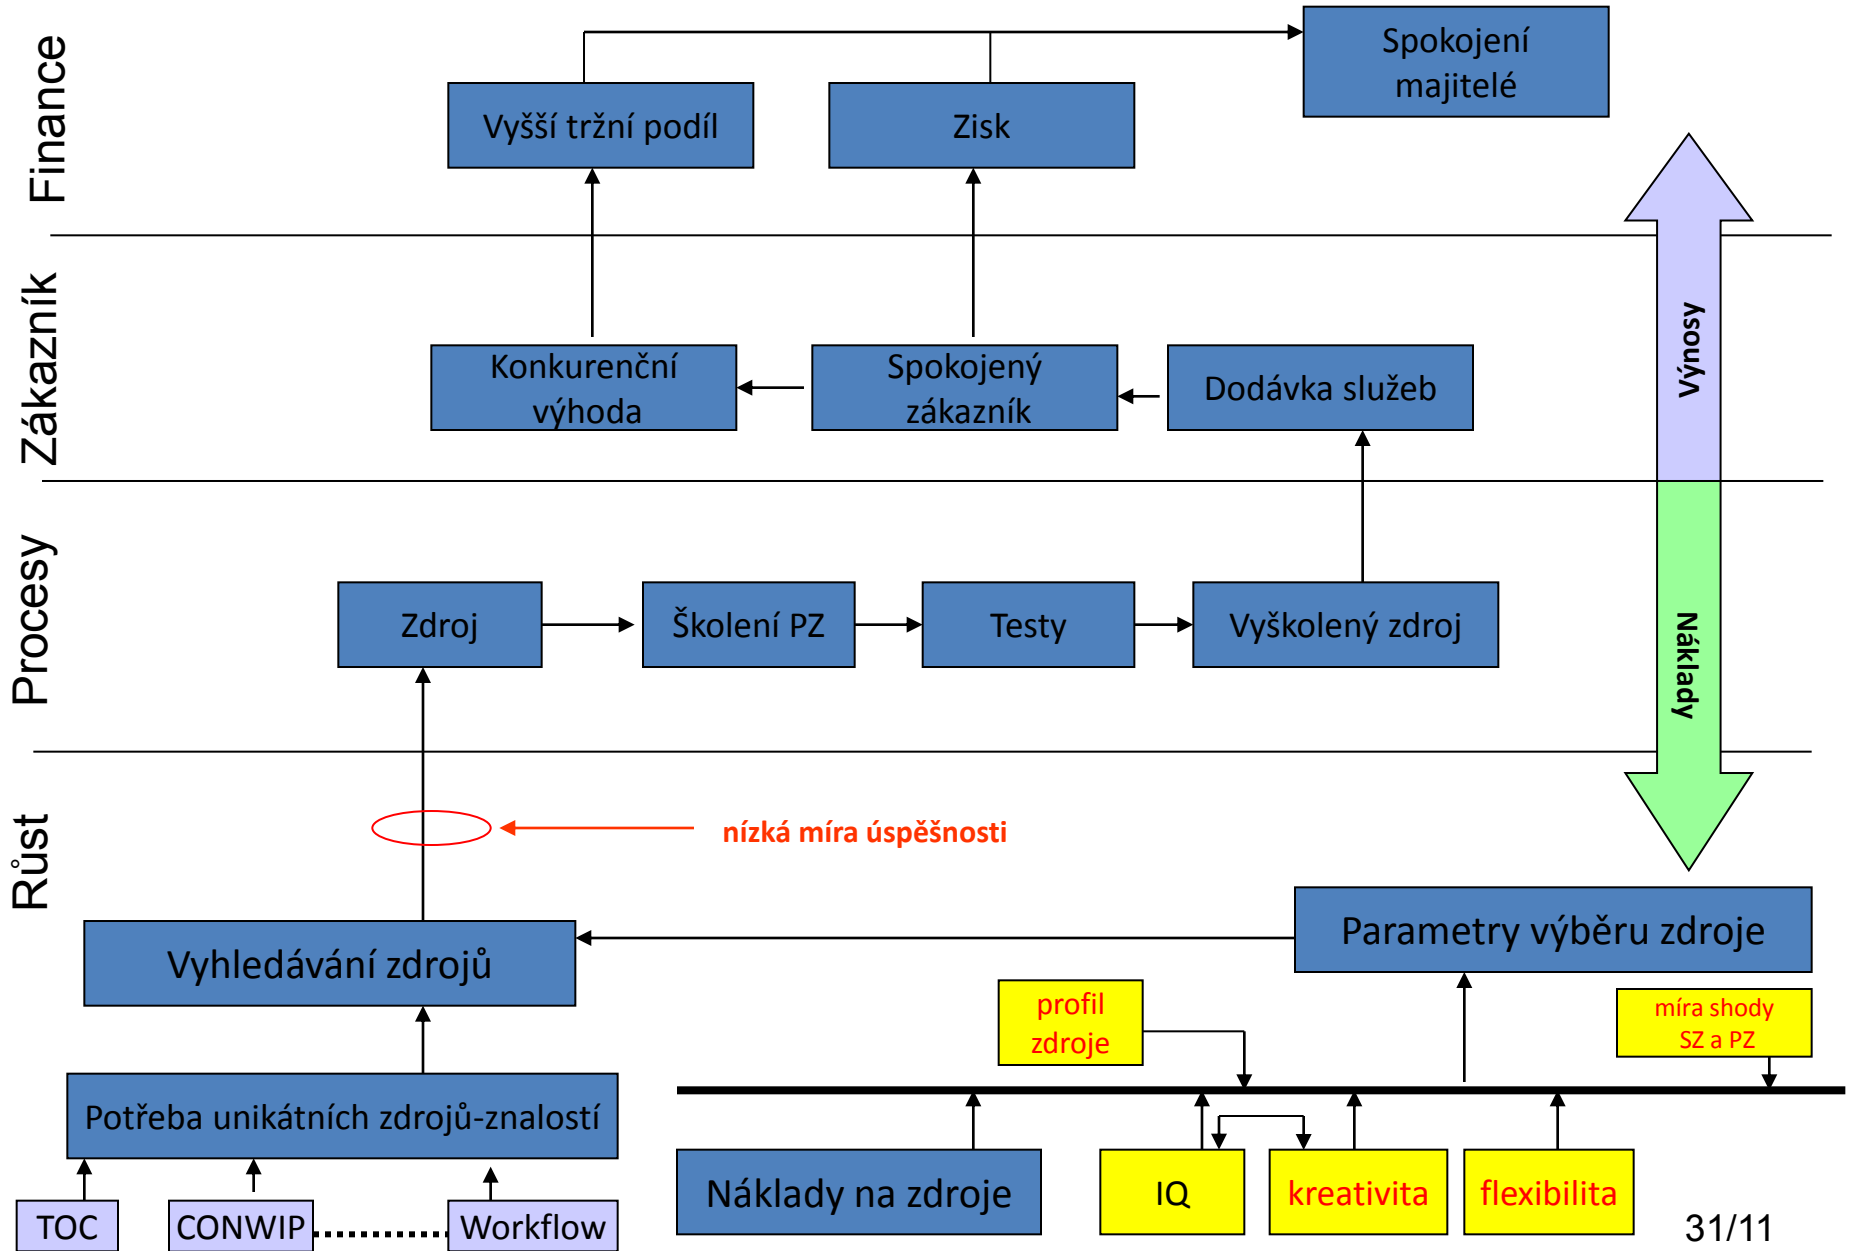 Finance
Spokojení
majitelé
Vyšší tržní podíl
Zisk
Zákazník
Výnosy
Konkurenční
výhoda
Spokojený
zákazník
Dodávka služeb
Procesy
Zdroj
Školení PZ
Testy
Vyškolený zdroj
Náklady
Růst
nízká míra úspěšnosti
Vyhledávání zdrojů
Parametry výběru zdroje
profil
zdroje
míra shody
SZ a PZ
Potřeba unikátních zdrojů-znalostí
Náklady na zdroje
IQ
kreativita
flexibilita
TOC
CONWIP
Workflow
31/11